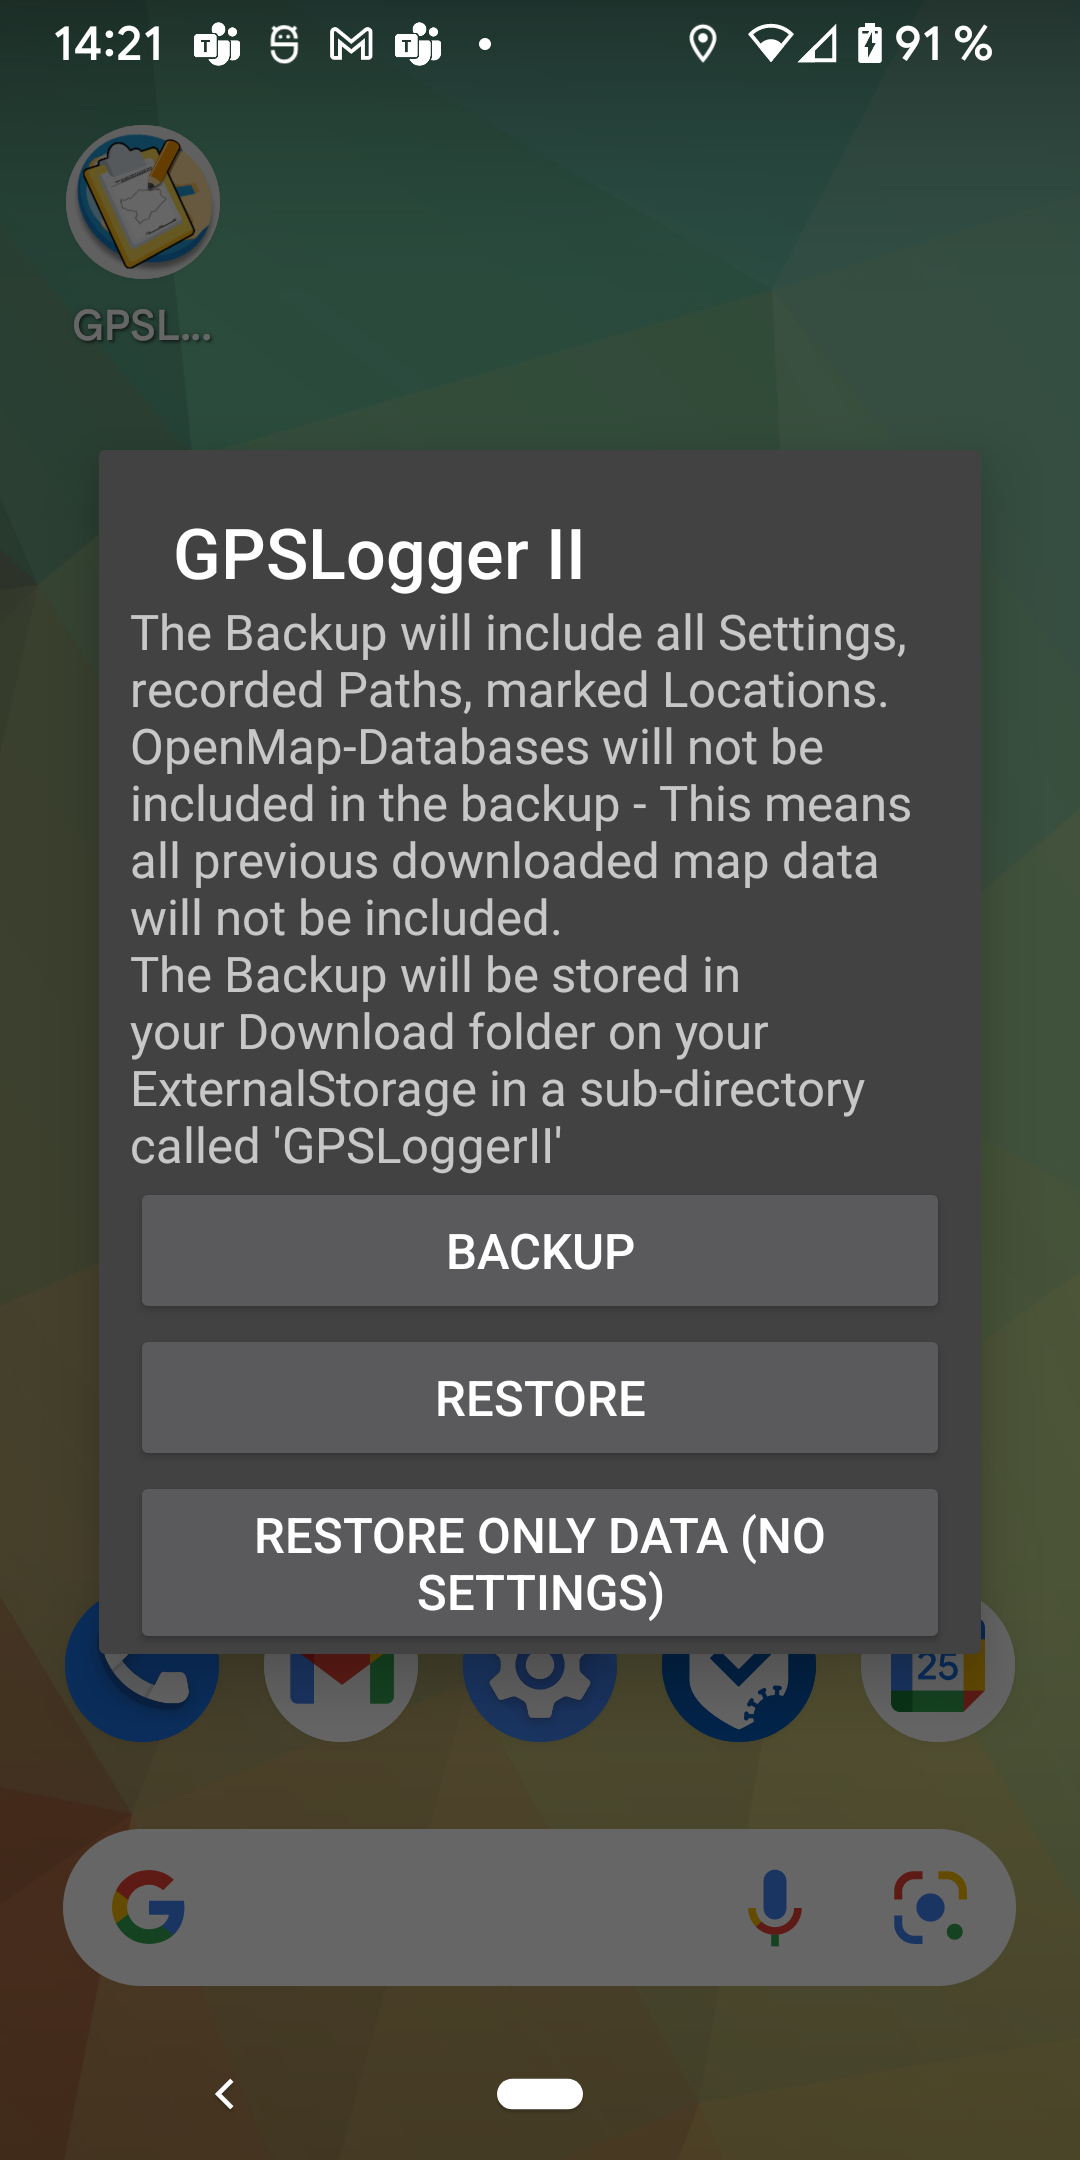 14:21
91 %
GPSL...
GPSLogger II
The Backup will include all Settings,
recorded Paths, marked Locations.
OpenMap-Databases will not be
included in the backup - This means
all previous downloaded map data
will not be included.
The Backup will be stored in
your Download folder on your
ExternalStorage in a sub-directory
called 'GPSLoggerII'
BACKUP
RESTORE
RESTORE ONLY DATA (NO
SETTINGS)
25